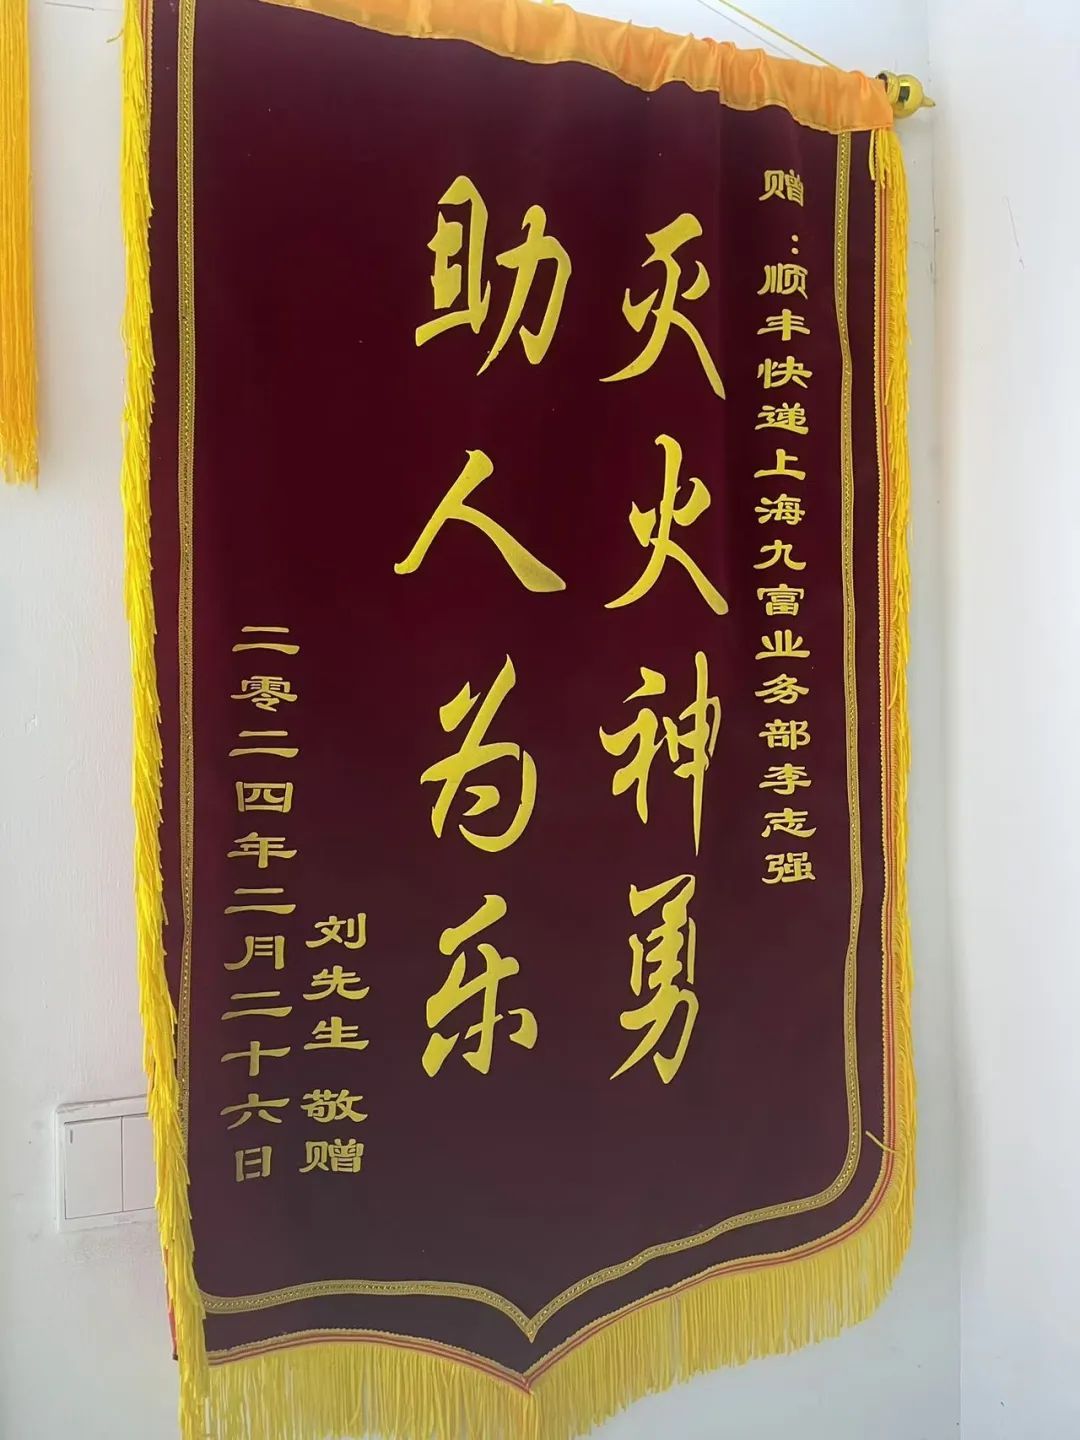 赠：顺丰快递上海九富业务部李志强
灭火神勇
助人为乐
刘先生 敬赠
二零二四年二月二十六日